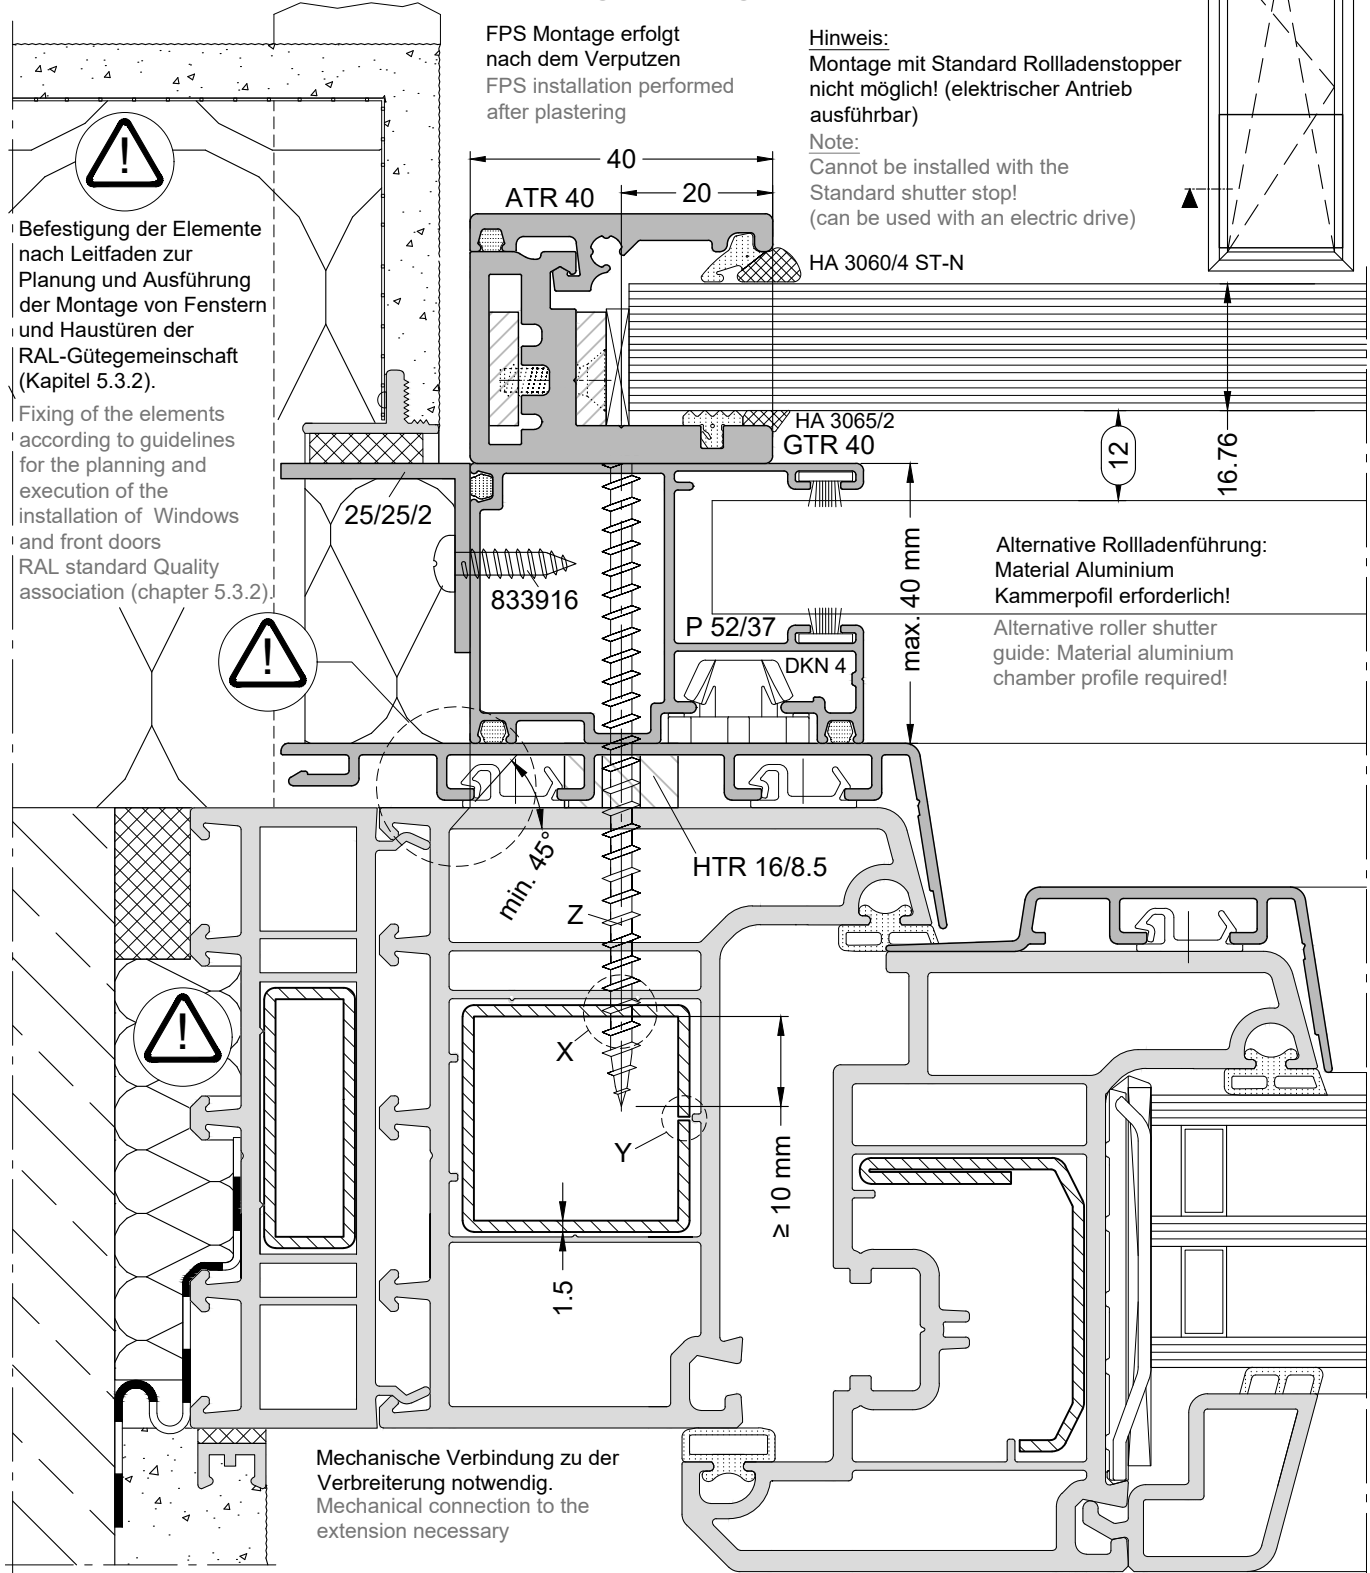 FPS Montage erfolgt
nach dem Verputzen
FPS installation performed
after plastering
Hinweis:
Montage mit Standard Rollladenstopper
nicht möglich! (elektrischer Antrieb
ausführbar)
Note:
Cannot be installed with the
Standard shutter stop!
(can be used with an electric drive)
40
20
ATR 40
HA 3060/4 ST-N
!
Befestigung der Elemente
nach Leitfaden zur
Planung und Ausführung
der Montage von Fenstern
und Haustüren der
RAL-Gütegemeinschaft
(Kapitel 5.3.2).
Fixing of the elements
according to guidelines
for the planning and
execution of the
installation of Windows
and front doors
RAL standard Quality
association (chapter 5.3.2).
HA 3065/2
GTR 40
12
16.76
25/25/2
833916
P 52/37
DKN 4
max. 40 mm
Alternative Rollladenführung:
Material Aluminium
Kammerpofil erforderlich!
Alternative roller shutter
guide: Material aluminium
chamber profile required!
!
min. 45°
HTR 16/8.5
Z
!
X
Y
≥ 10 mm
1.5
Mechanische Verbindung zu der
Verbreiterung notwendig.
Mechanical connection to the
extension necessary